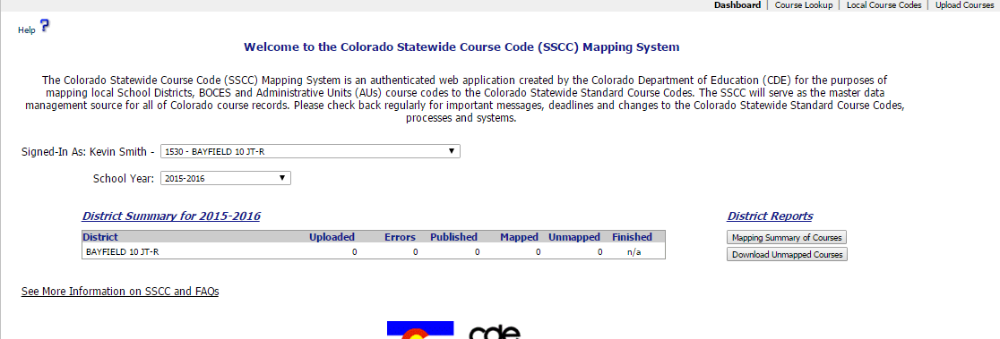 Dashboard | Course Lookup | Local Course Codes | Upload Courses
Help ?
Welcome to the Colorado Statewide Course Code (SSCC) Mapping System
The Colorado Statewide Course Code (SSCC) Mapping System is an authenticated web application created by the Colorado Department of Education (CDE) for the purposes of
mapping local School Districts, BOCES and Administrative Units (AUs) course codes to the Colorado Statewide Standard Course Codes. The SSCC will serve as the master data
management source for all of Colorado course records. Please check back regularly for important messages, deadlines and changes to the Colorado Statewide Standard Course Codes,
processes and systems.
Signed-In As: Kevin Smith - 1530 - BAYFIELD 10 JT-R
School Year: 2015-2016
District Summary for 2015-2016
District Uploaded Errors Published Mapped Unmapped Finished
BAYFIELD 10 JT-R 0 0 0 0 0 n/a
District Reports
Mapping Summary of Courses
Download Unmapped Courses
See More Information on SSCC and FAQs
cde